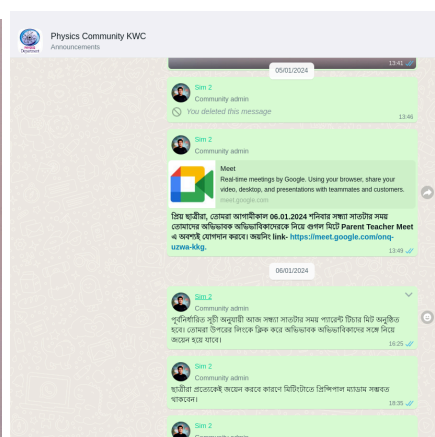 Physics Community KWC
Announcements
13:41
05/01/2024
Sim 2
Community admin
You deleted this message
13:46
Sim 2
Community admin
Meet
Real-time meetings by Google. Using your browser, share your
video, desktop, and presentations with teammates and customers.
meet.google.com
প্রিয় ছাত্রীরা, তোমরা আগামীকাল 06.01.2024 শনিবার সন্ধ্যা সাতটার সময়
তোমাদের অভিভাবক অভিভাবিকাদেরকে নিয়ে গুগল মিটে Parent Teacher Meet
এ অবশ্যই যোগদান করবে। জয়নিং link- https://meet.google.com/onq-
uzwa-kkg.
13:49
06/01/2024
Sim 2
Community admin
পূর্বনির্ধারিত সূচী অনুযায়ী আজ সন্ধ্যা সাতটার সময় প্যারেন্ট টিচার মিট অনুষ্ঠিত
হবে। তোমরা উপরের লিংকে ক্লিক করে অভিভাবক অভিভাবিকাদের সঙ্গে নিয়ে
জয়েন হয়ে যাবে।
16:25
Sim 2
Community admin
ছাত্রীরা প্রত্যেকেই জয়েন করবে কারণে মিটিংটাতে প্রিন্সিপাল ম্যাডাম সম্ভবত
থাকবেন।
18:35
Sim 2
Community admin